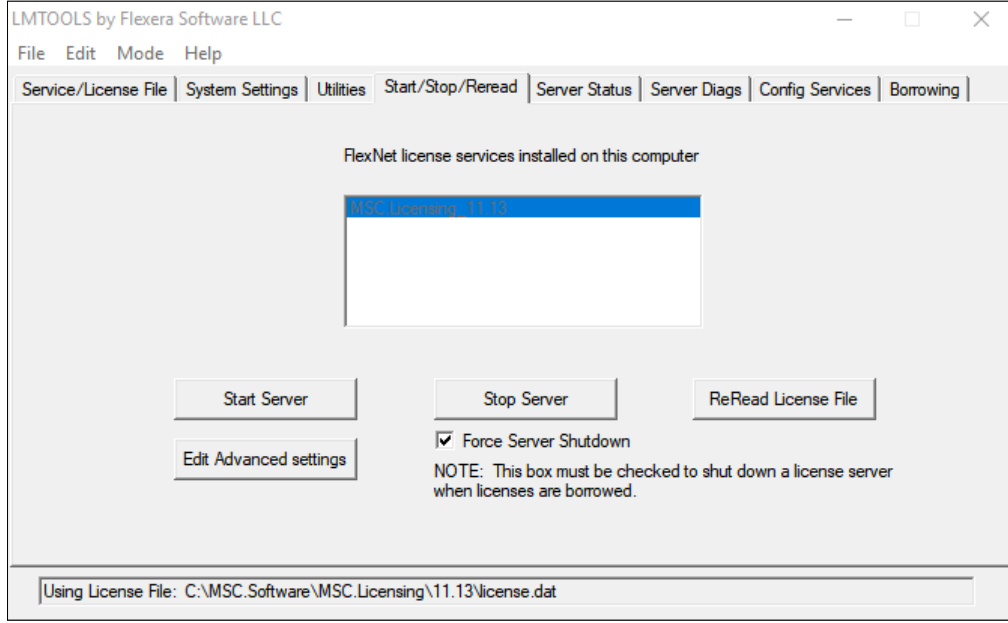 LMTOOLS by Flexera Software LLC
File Edit Mode Help
Service/License File System Settings Utilities Start/Stop/Reread Server Status Server Diags Config Services Borrowing
FlexNet license services installed on this computer
MSC.Licensing_11.13
Start Server Stop Server ReRead License File
Edit Advanced settings Force Server Shutdown
NOTE: This box must be checked to shut down a license server
when licenses are borrowed.
Using License File: C:\MSC.Software\MSC.Licensing\11.13\license.dat